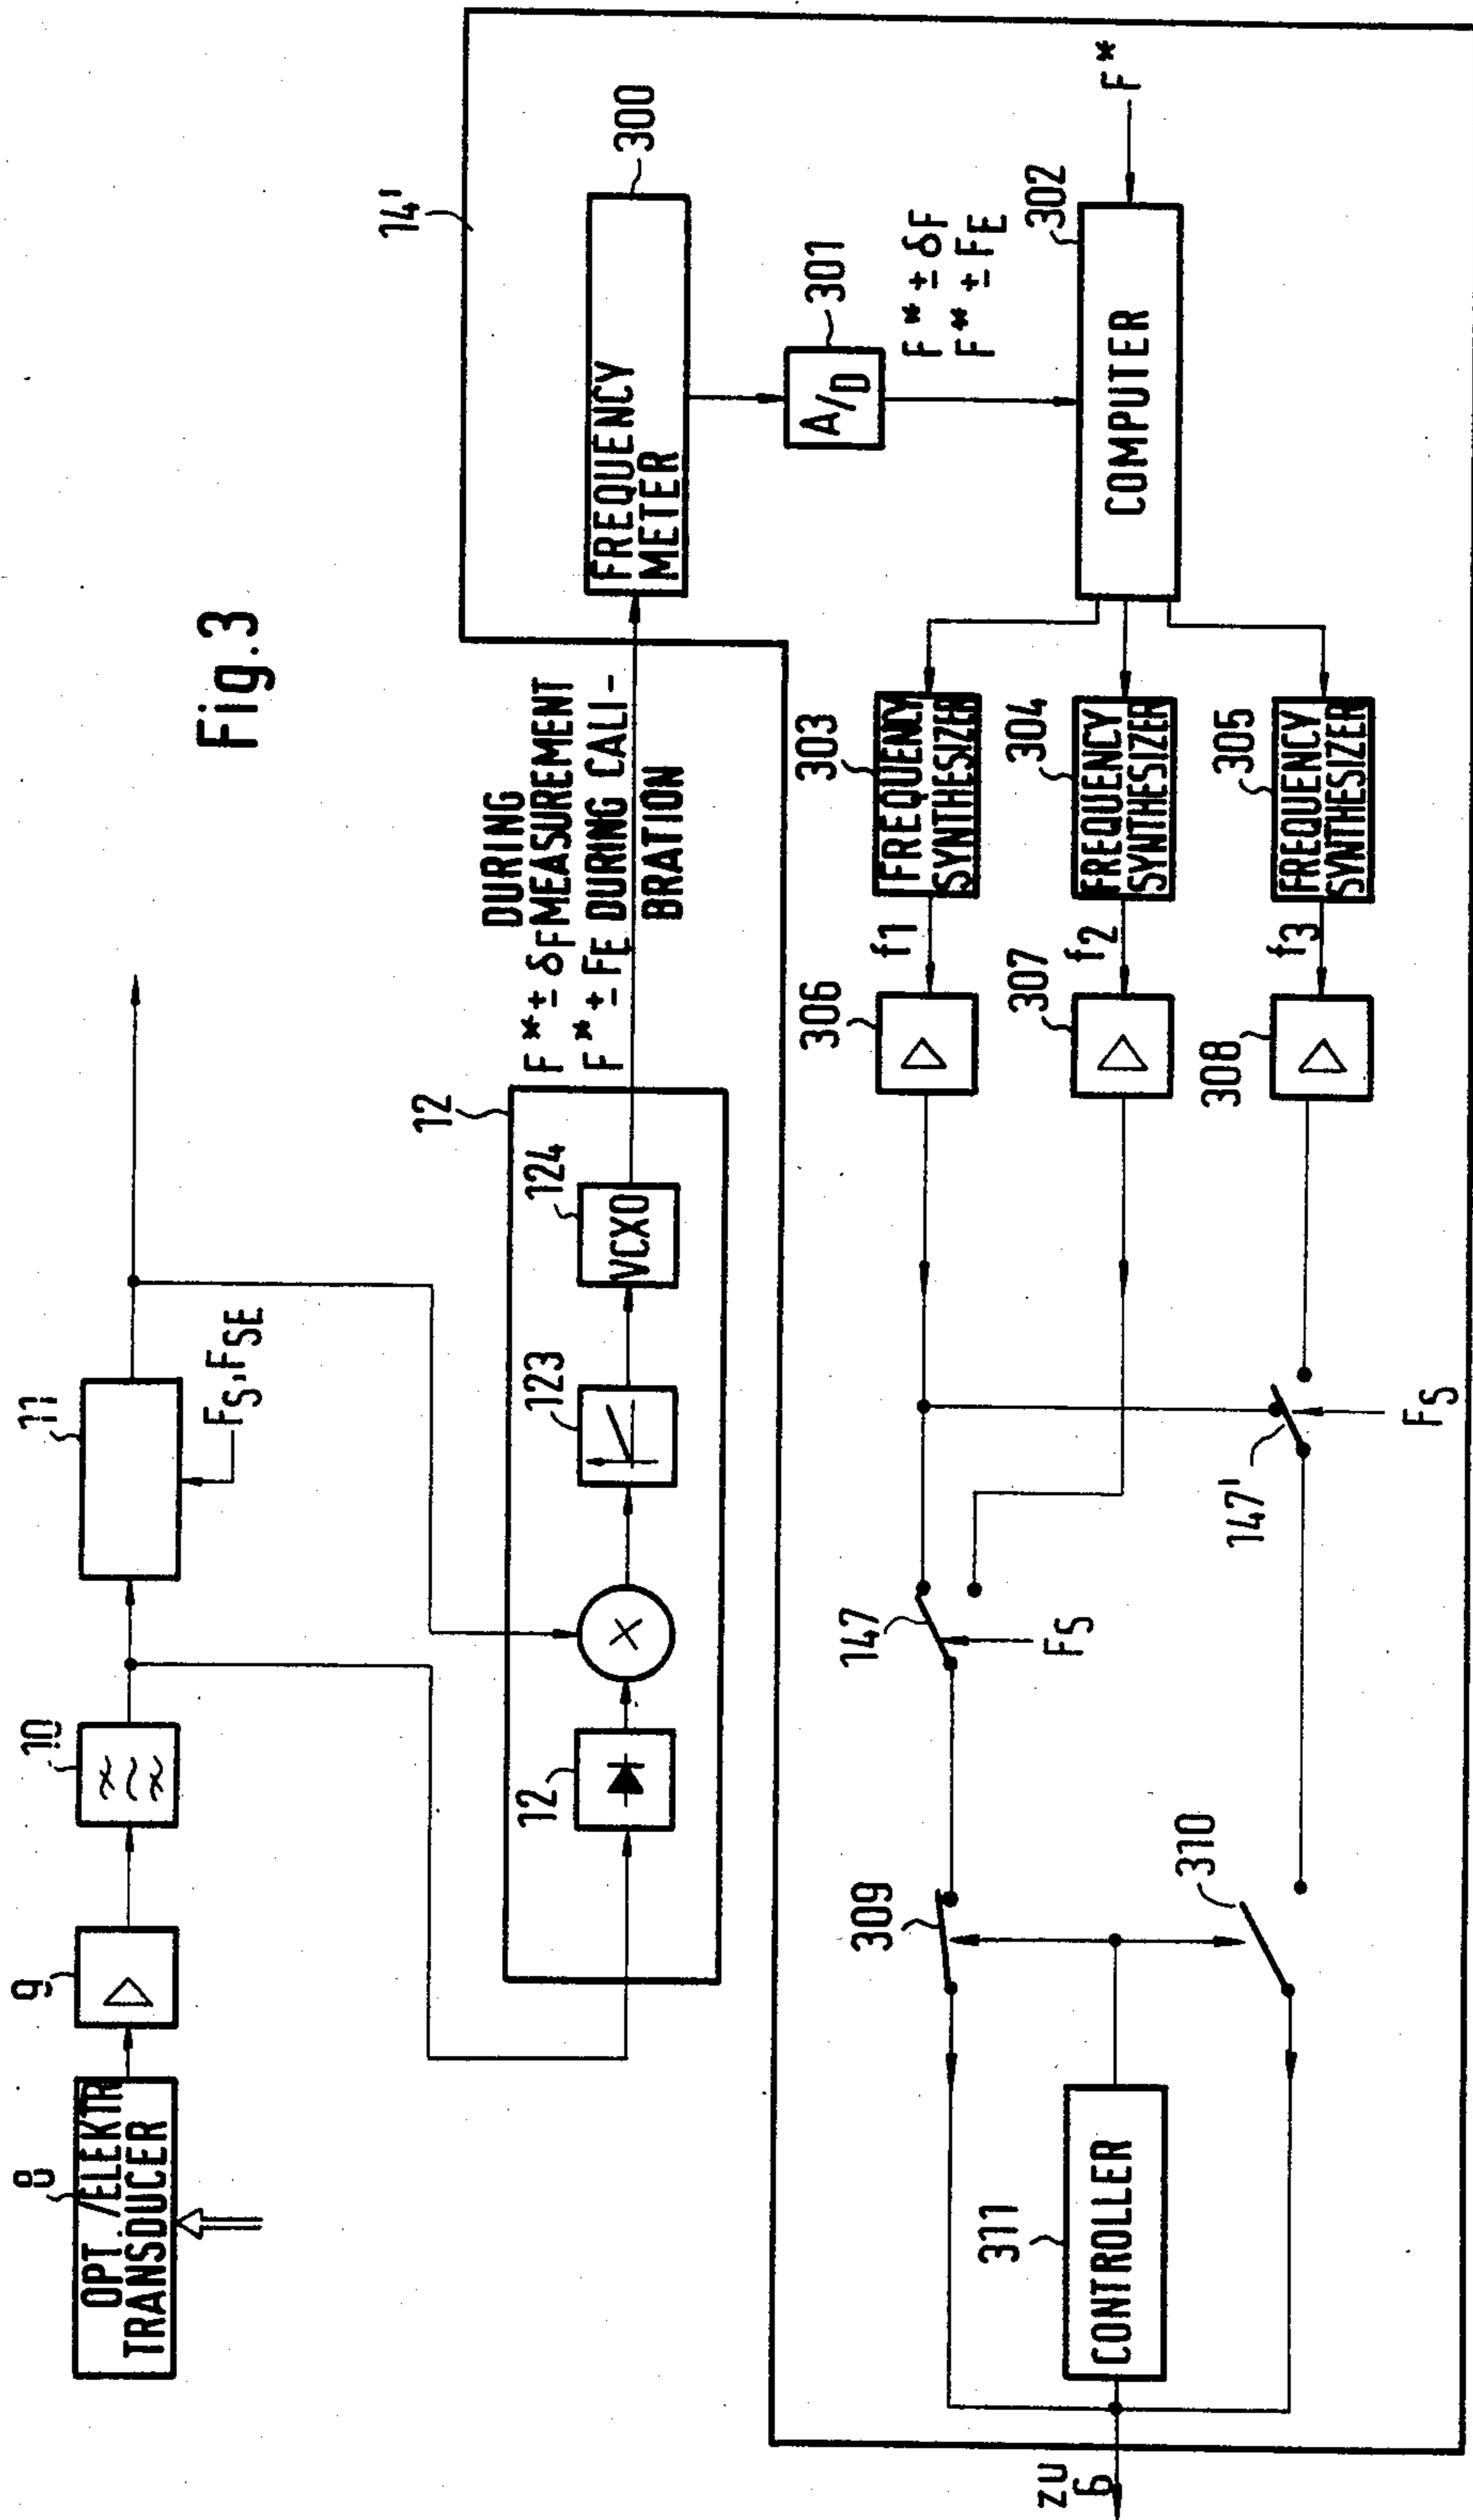 Fig.3
8
OPT./ELEKTR
TRANSDUCER
9
10
11
FS,FSE
12
12
123
124
VCXO
DURING
F*±δF MEASUREMENT
F*±FE DURING CALI-
BRATION
14'
FREQUENCY
METER
300
A/D
301
F*±δF
F*±FE
COMPUTER
302
F*
303
FREQUENCY
SYNTHESIZER
304
FREQUENCY
SYNTHESIZER
305
FREQUENCY
SYNTHESIZER
f1
f2
f3
306
307
308
147
FS
147'
FS
309
310
311
CONTROLLER
ZU
6